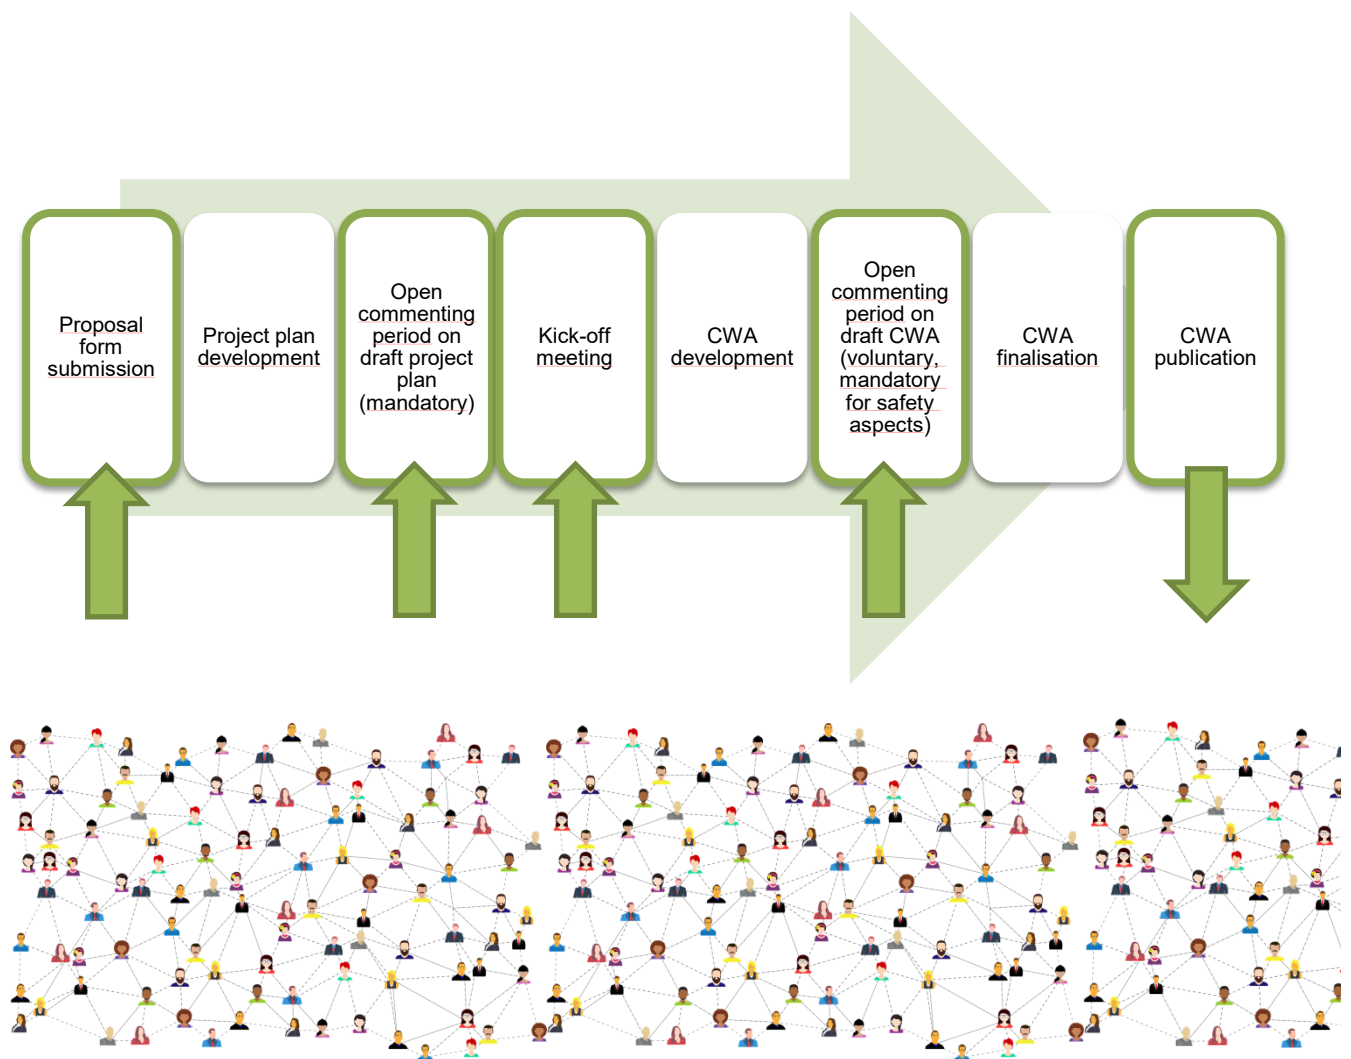 Proposal
form
submission
Project plan
development
Open
commenting
period on
draft project
plan
(mandatory)
Kick-off
meeting
CWA
development
Open
commenting
period on
draft CWA
(voluntary,
mandatory
for safety
aspects)
CWA
finalisation
CWA
publication